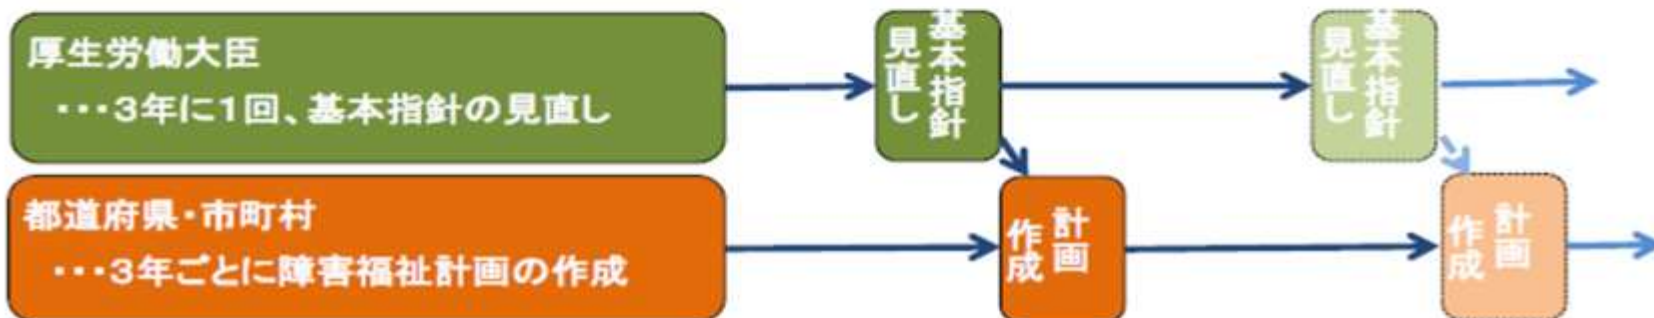 厚生労働大臣
・・・３年に１回、基本指針の見直し
基本指針
見直し
基本指針
見直し
都道府県・市町村
・・・３年ごとに障害福祉計画の作成
計画
作成
計画
作成